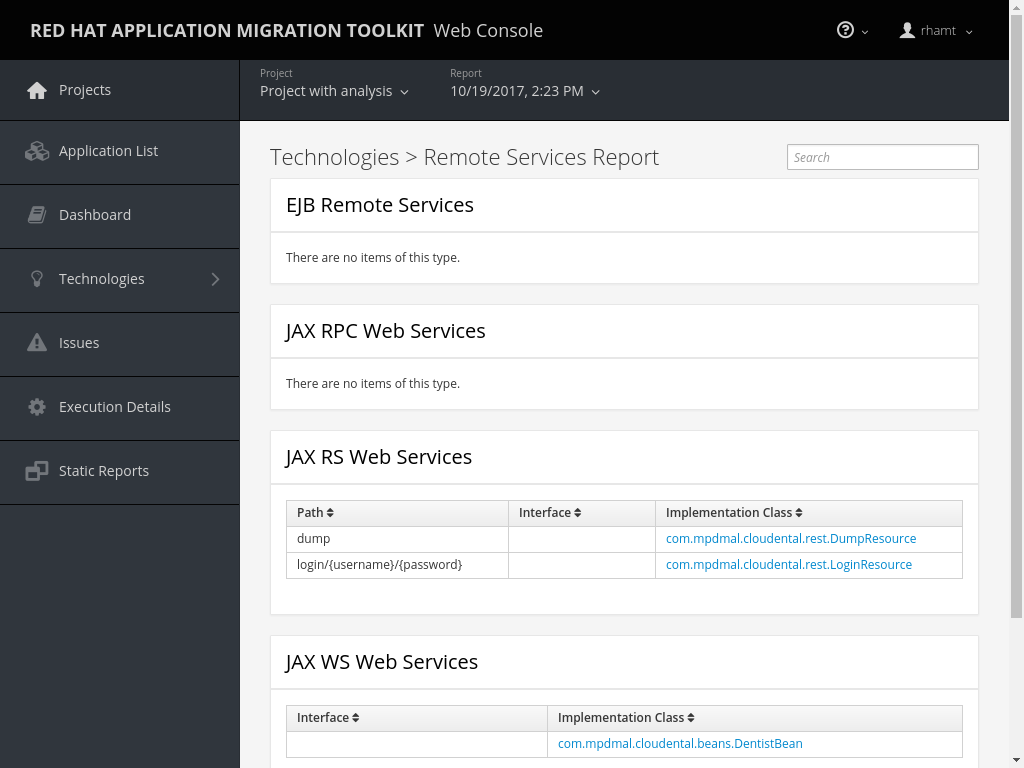 RED HAT APPLICATION MIGRATION TOOLKIT Web Console
rhamt
Projects
Project
Report
Project with analysis
10/19/2017, 2:23 PM
Application List
Dashboard
Technologies
Issues
Execution Details
Static Reports
Technologies > Remote Services Report
Search
EJB Remote Services
There are no items of this type.
JAX RPC Web Services
There are no items of this type.
JAX RS Web Services
Path Interface Implementation Class
dump com.mpdmal.cloudental.rest.DumpResource
login/{username}/{password} com.mpdmal.cloudental.rest.LoginResource
JAX WS Web Services
Interface Implementation Class
com.mpdmal.cloudental.beans.DentistBean